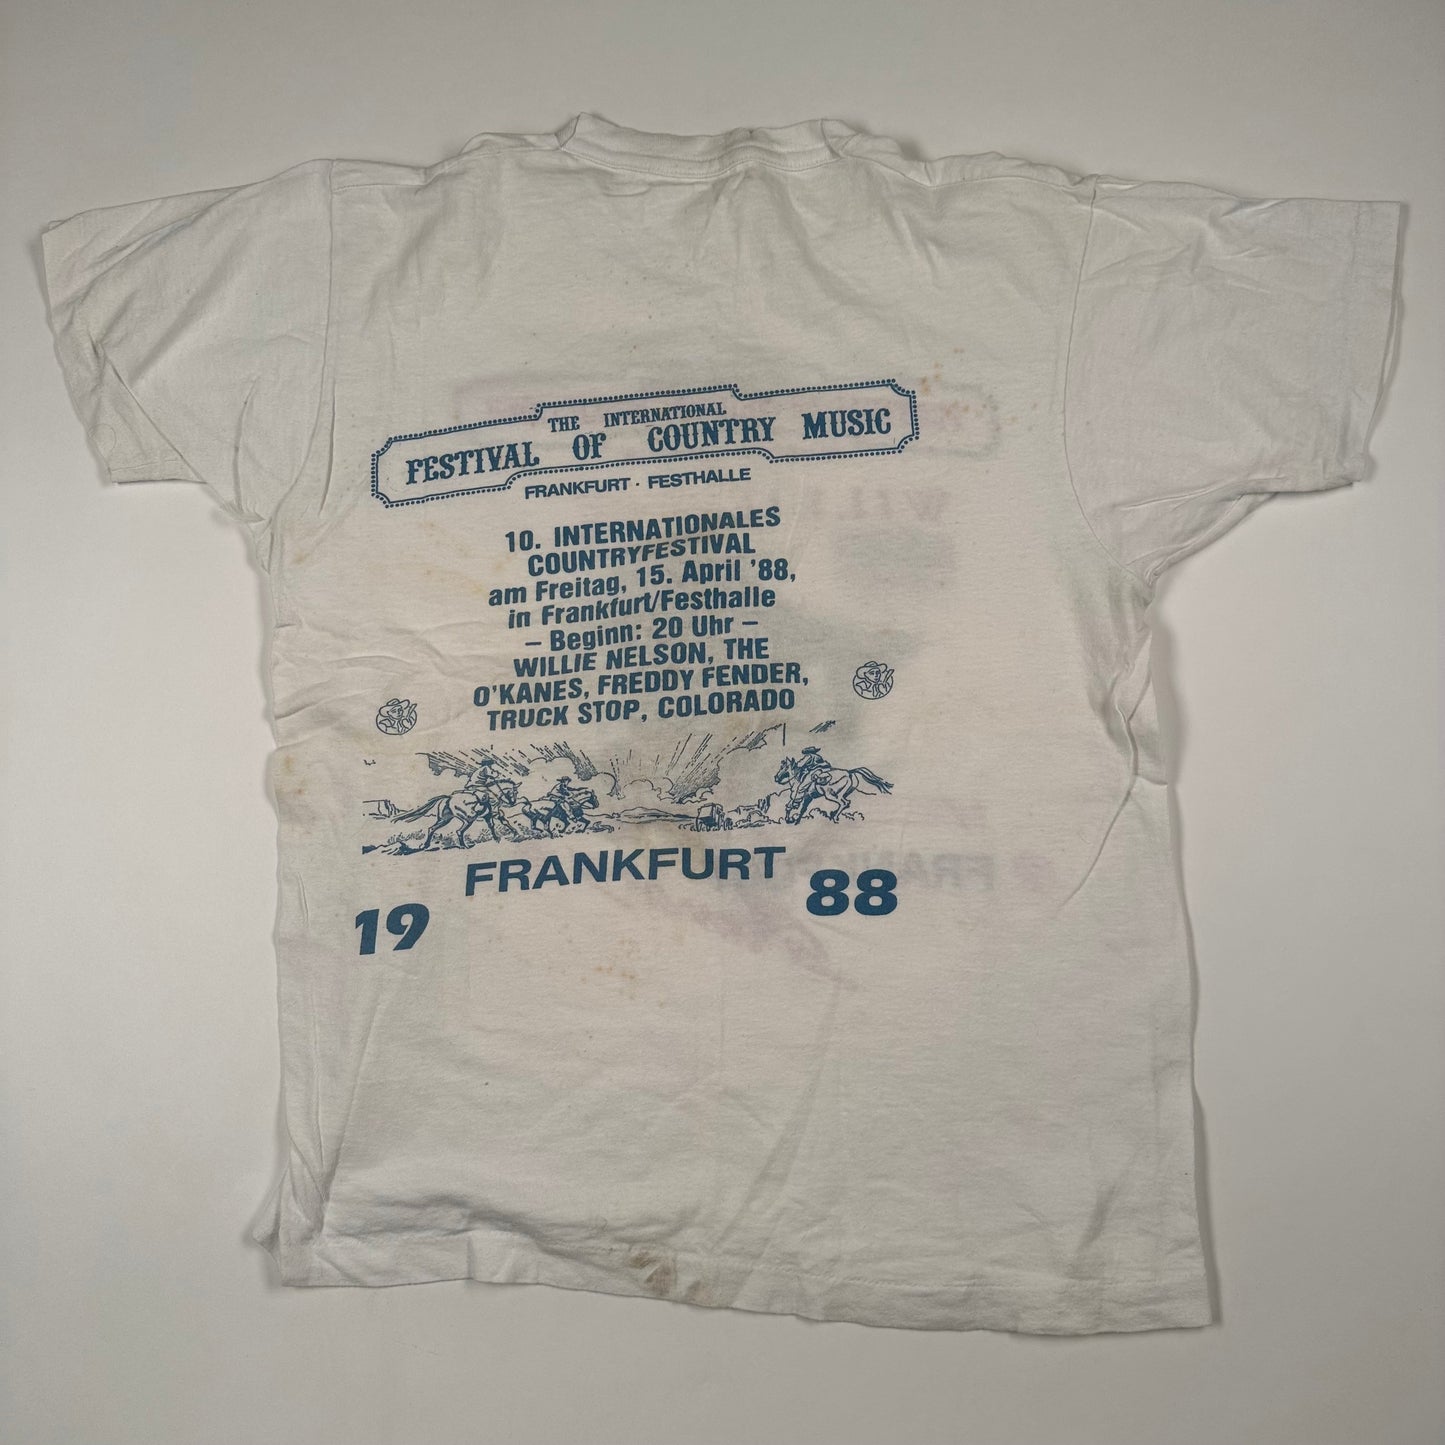 THE INTERNATIONAL
FESTIVAL OF COUNTRY MUSIC
FRANKFURT · FESTHALLE
10. INTERNATIONALES
COUNTRYFESTIVAL
am Freitag, 15. April '88,
in Frankfurt/Festhalle
– Beginn: 20 Uhr –
WILLIE NELSON, THE
O'KANES, FREDDY FENDER,
TRUCK STOP, COLORADO
FRANKFURT
19 88